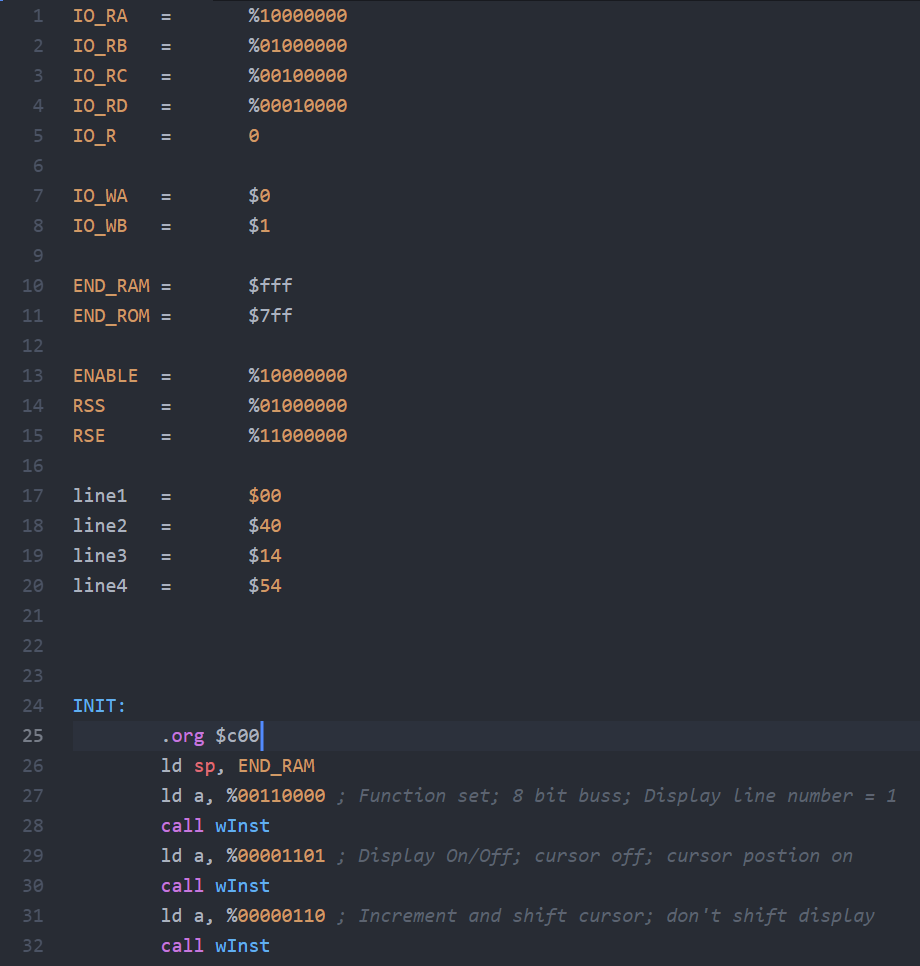 1 IO_RA = %10000000
2 IO_RB = %01000000
3 IO_RC = %00100000
4 IO_RD = %00010000
5 IO_R = 0
6
7 IO_WA = $0
8 IO_WB = $1
9
10 END_RAM = $fff
11 END_ROM = $7ff
12
13 ENABLE = %10000000
14 RSS = %01000000
15 RSE = %11000000
16
17 line1 = $00
18 line2 = $40
19 line3 = $14
20 line4 = $54
21
22
23
24 INIT:
25 .org $c00
26 ld sp, END_RAM
27 ld a, %00110000 ; Function set; 8 bit buss; Display line number = 1
28 call wInst
29 ld a, %00001101 ; Display On/Off; cursor off; cursor postion on
30 call wInst
31 ld a, %00000110 ; Increment and shift cursor; don't shift display
32 call wInst